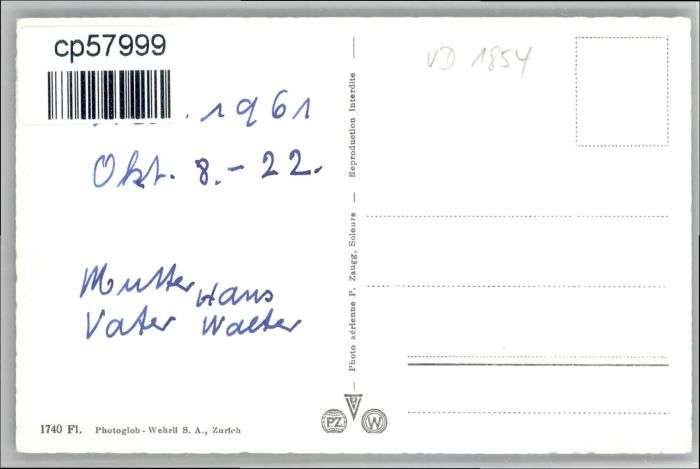 cp57999
VD 1854
. 1961
Okt. 8.-22.
Mutter Hans
Vater Walter
Photo aérienne P. Zaugg, Soleure — Reproduction Interdite —
PZ
W
1740 Fl. Photoglob-Wehrli S. A., Zurich